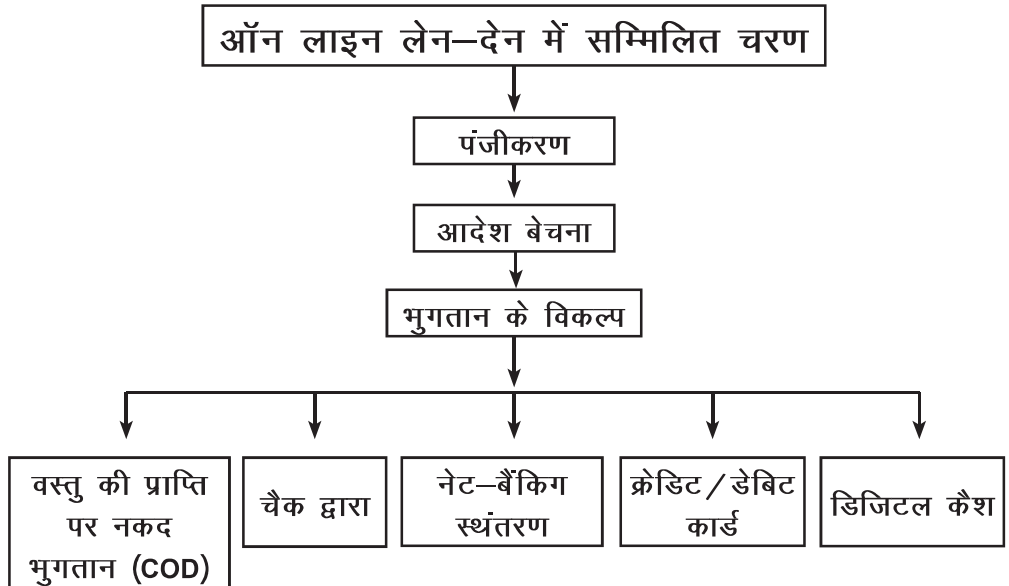 ऑन लाइन लेन–देन में सम्मिलित चरण
पंजीकरण
आदेश बेचना
भुगतान के विकल्प
वस्तु की प्राप्ति
पर नकद
भुगतान (COD)
चैक द्वारा
नेट–बैंकिग
स्थंतरण
क्रेडिट/डेबिट
कार्ड
डिजिटल कैश